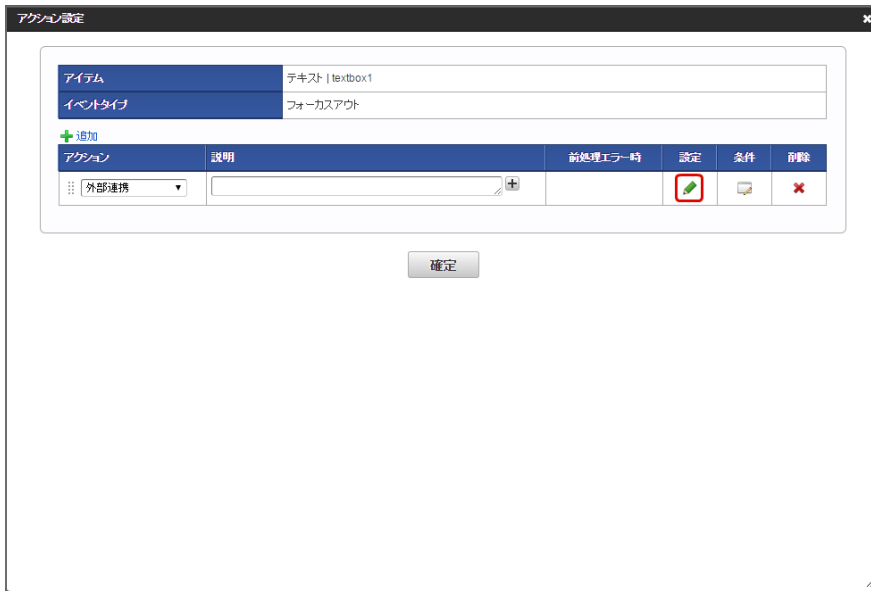 アクション設定
アイテム テキスト | textbox1
イベントタイプ フォーカスアウト
追加
アクション 説明 前処理エラー時 設定 条件 削除
外部連携
確定